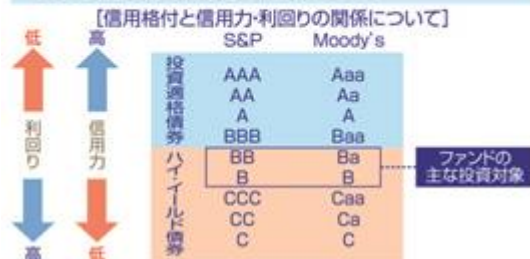 [信用格付と信用力・利回りの関係について]
低 高 S&P Moody's
投資適格債券
AAA Aaa
AA Aa
A A
BBB Baa
利回り 信用力
ハイ・イールド債券
BB Ba
B B
ファンドの
主な投資対象
CCC Caa
CC Ca
C C
高 低